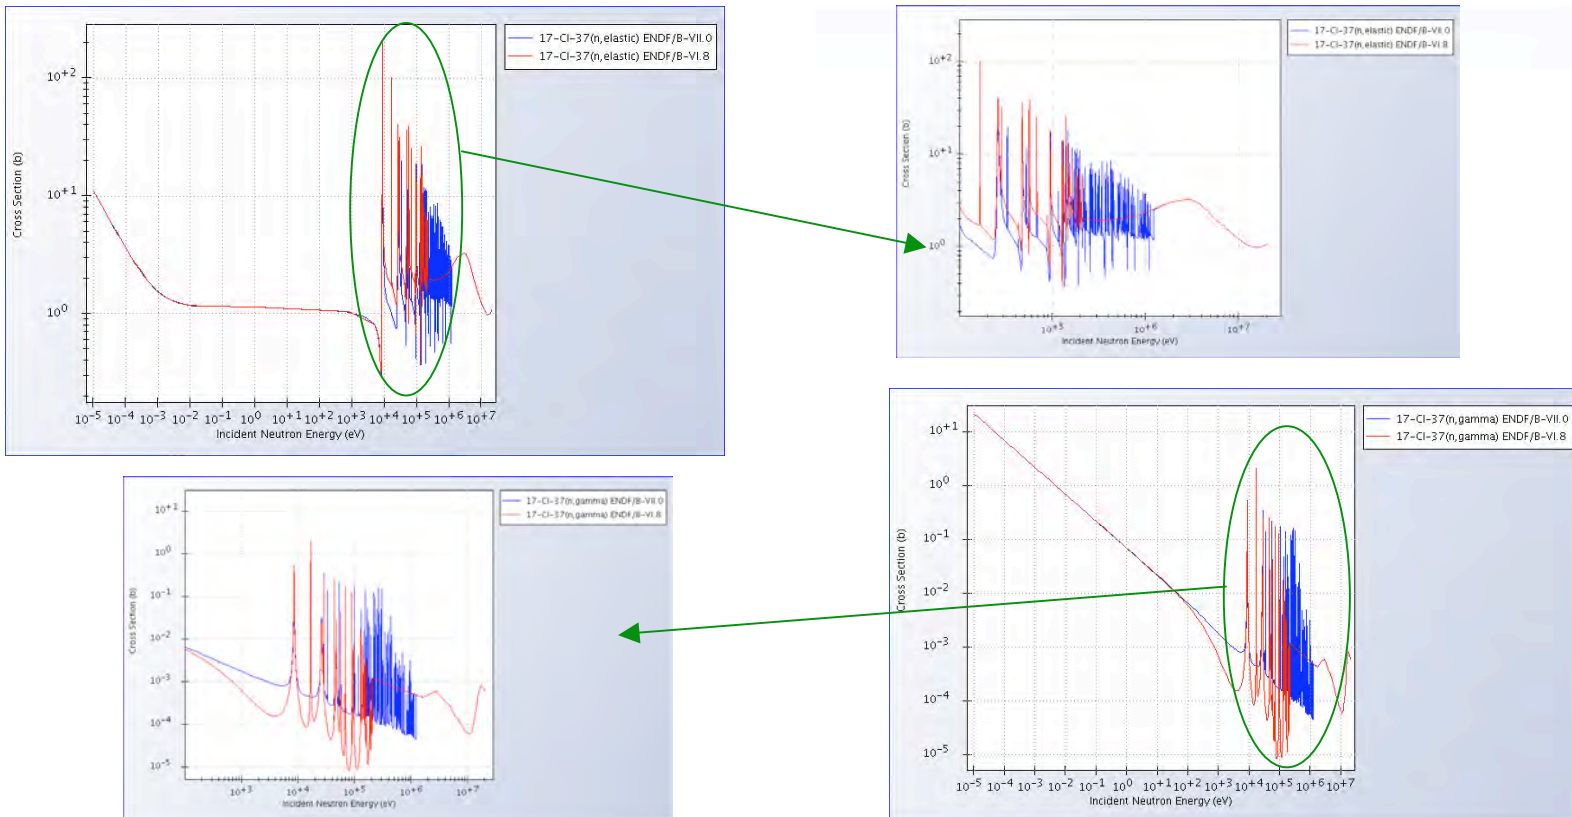 17-Cl-37(n,elastic) ENDF/B-VII.0
17-Cl-37(n,elastic) ENDF/B-VI.8
Cross Section (b)
10+2
10+1
100
10-5 10-4 10-3 10-2 10-1 100 10+1 10+2 10+3 10+4 10+5 10+6 10+7
Incident Neutron Energy (eV)
17-Cl-37(n,elastic) ENDF/B-VII.0
17-Cl-37(n,elastic) ENDF/B-VI.8
Cross Section (b)
10+2
10+1
100
10+5 10+6 10+7
Incident Neutron Energy (eV)
17-Cl-37(n,gamma) ENDF/B-VII.0
17-Cl-37(n,gamma) ENDF/B-VI.8
Cross Section (b)
10+1
100
10-1
10-2
10-3
10-4
10-5
10+3 10+4 10+5 10+6 10+7
Incident Neutron Energy (eV)
17-Cl-37(n,gamma) ENDF/B-VII.0
17-Cl-37(n,gamma) ENDF/B-VI.8
Cross Section (b)
10+1
100
10-1
10-2
10-3
10-4
10-5
10-5 10-4 10-3 10-2 10-1 100 10+1 10+2 10+3 10+4 10+5 10+6 10+7
Incident Neutron Energy (eV)